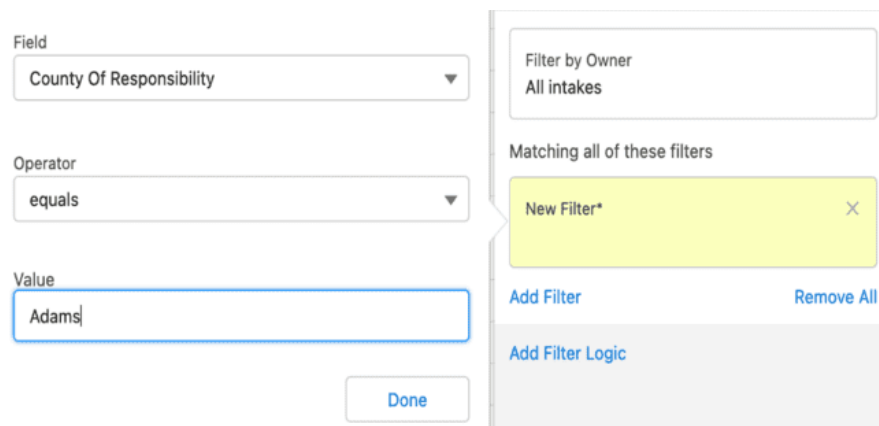 Field
County Of Responsibility
Operator
equals
Value
Adams
Done
Filter by Owner
All intakes
Matching all of these filters
New Filter*
Add Filter
Remove All
Add Filter Logic